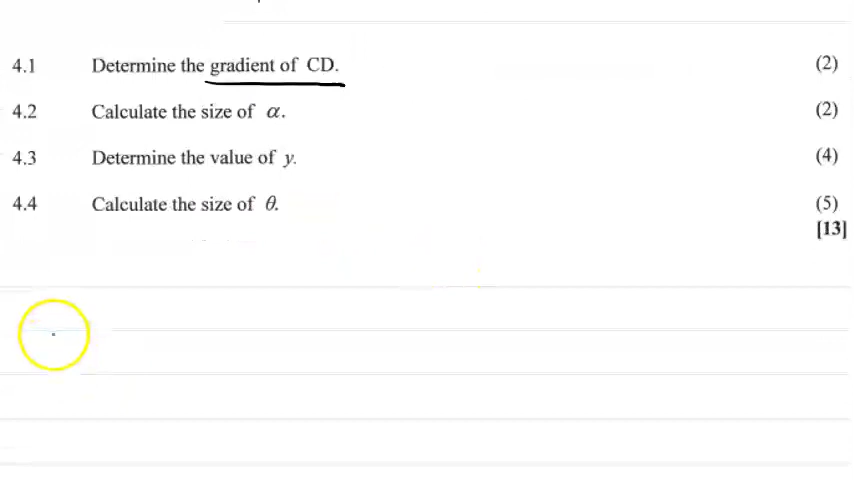 4.1 Determine the gradient of CD. (2)
4.2 Calculate the size of α. (2)
4.3 Determine the value of y. (4)
4.4 Calculate the size of θ. (5)
[13]